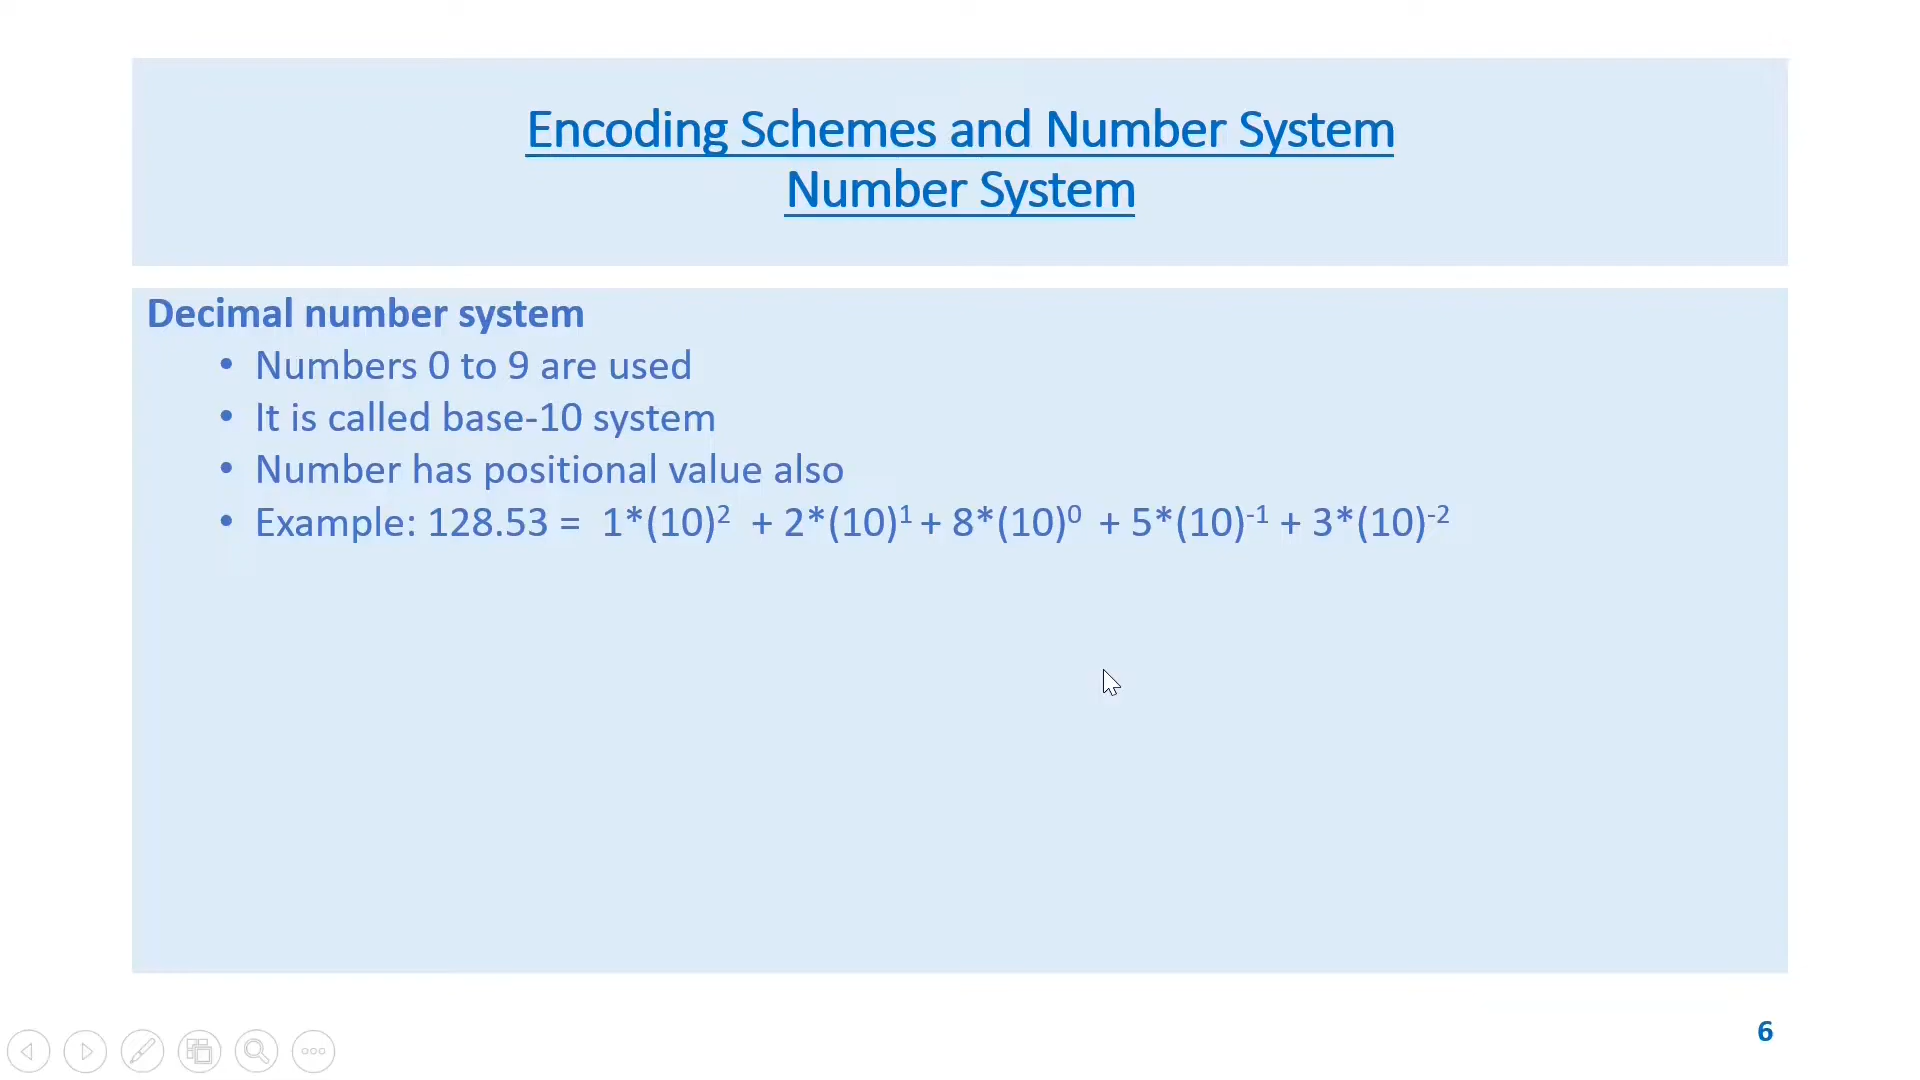 Encoding Schemes and Number System
Number System
Decimal number system
• Numbers 0 to 9 are used
• It is called base-10 system
• Number has positional value also
• Example: 128.53 = 1*(10)² + 2*(10)¹ + 8*(10)⁰ + 5*(10)⁻¹ + 3*(10)⁻²
6